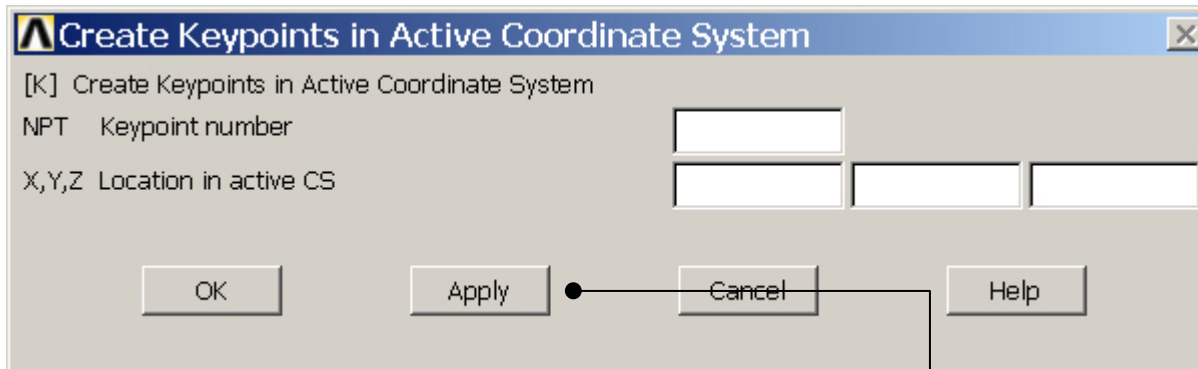 Create Keypoints in Active Coordinate System
[K] Create Keypoints in Active Coordinate System
NPT Keypoint number
X,Y,Z Location in active CS
OK Apply Cancel Help